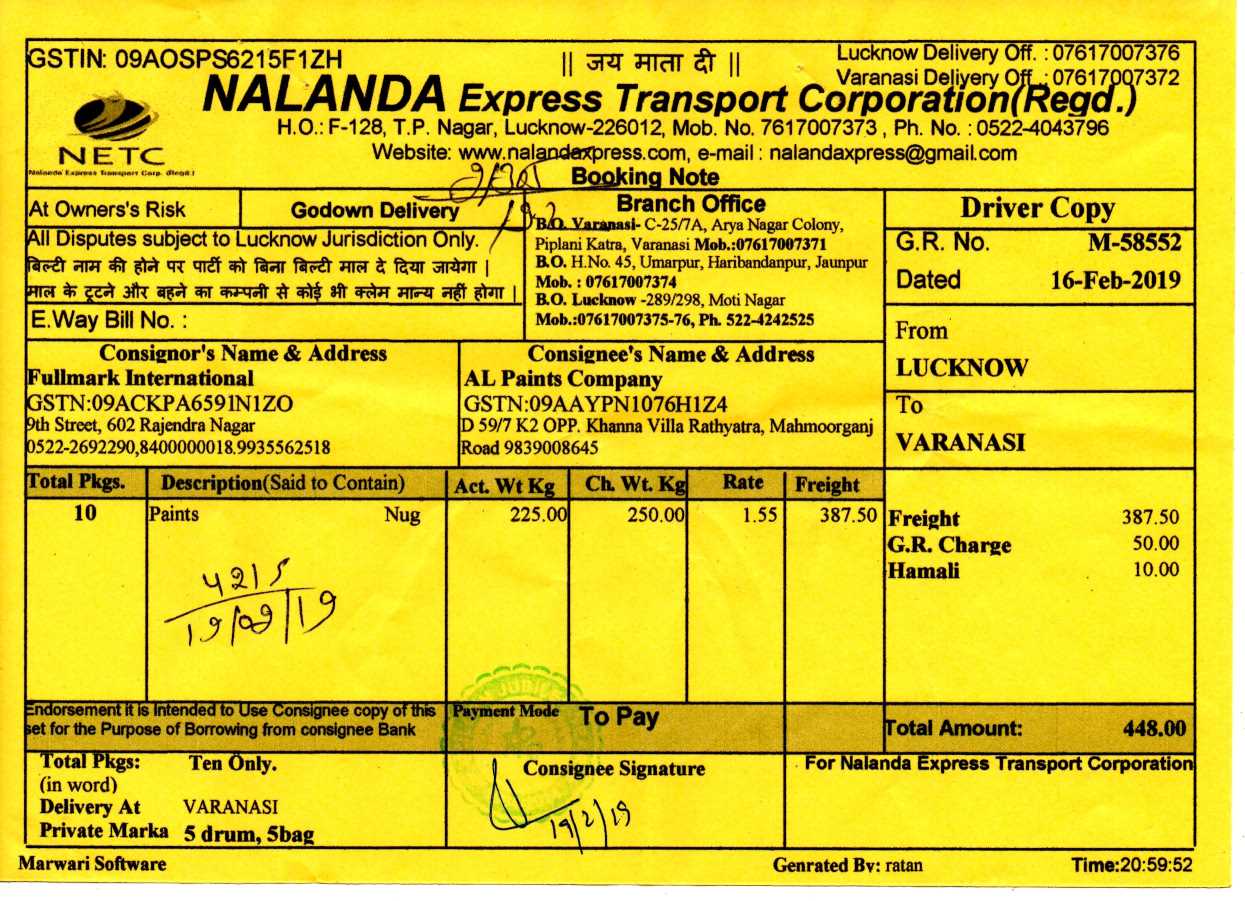 GSTIN: 09AOSPS6215F1ZH
|| जय माता दी ||
Lucknow Delivery Off. : 07617007376
Varanasi Deliyery Off. : 07617007372
NALANDA Express Transport Corporation(Regd.)
NETC
Nalanda Express Transport Corp. (Regd.)
H.O.: F-128, T.P. Nagar, Lucknow-226012, Mob. No. 7617007373 , Ph. No. : 0522-4043796
Website: www.nalandaxpress.com, e-mail : nalandaxpress@gmail.com
Booking Note
At Owners's Risk
Godown Delivery
All Disputes subject to Lucknow Jurisdiction Only.
बिल्टी नाम की होने पर पार्टी को बिना बिल्टी माल दे दिया जायेगा |
माल के टूटने और बहने का कम्पनी से कोई भी क्लेम मान्य नहीं होगा |
E.Way Bill No. :
Branch Office
B.O. Varanasi- C-25/7A, Arya Nagar Colony,
Piplani Katra, Varanasi Mob.:07617007371
B.O. H.No. 45, Umarpur, Haribandanpur, Jaunpur
Mob. : 07617007374
B.O. Lucknow -289/298, Moti Nagar
Mob.:07617007375-76, Ph. 522-4242525
Driver Copy
G.R. No. M-58552
Dated 16-Feb-2019
From
LUCKNOW
To
VARANASI
Consignor's Name & Address
Fullmark International
GSTN:09ACKPA6591N1ZO
9th Street, 602 Rajendra Nagar
0522-2692290,8400000018.9935562518
Consignee's Name & Address
AL Paints Company
GSTN:09AAYPN1076H1Z4
D 59/7 K2 OPP. Khanna Villa Rathyatra, Mahmoorganj
Road 9839008645
Total Pkgs. Description(Said to Contain) Act. Wt Kg Ch. Wt. Kg Rate Freight
10 Paints Nug 225.00 250.00 1.55 387.50
Freight 387.50
G.R. Charge 50.00
Hamali 10.00
4215
19/02/19
Endorsement it is Intended to Use Consignee copy of this
set for the Purpose of Borrowing from consignee Bank
Payment Mode To Pay
Total Amount: 448.00
Total Pkgs: Ten Only.
(in word)
Delivery At VARANASI
Private Marka 5 drum, 5bag
Consignee Signature
19/2/19
For Nalanda Express Transport Corporation
Marwari Software
Genrated By: ratan
Time:20:59:52